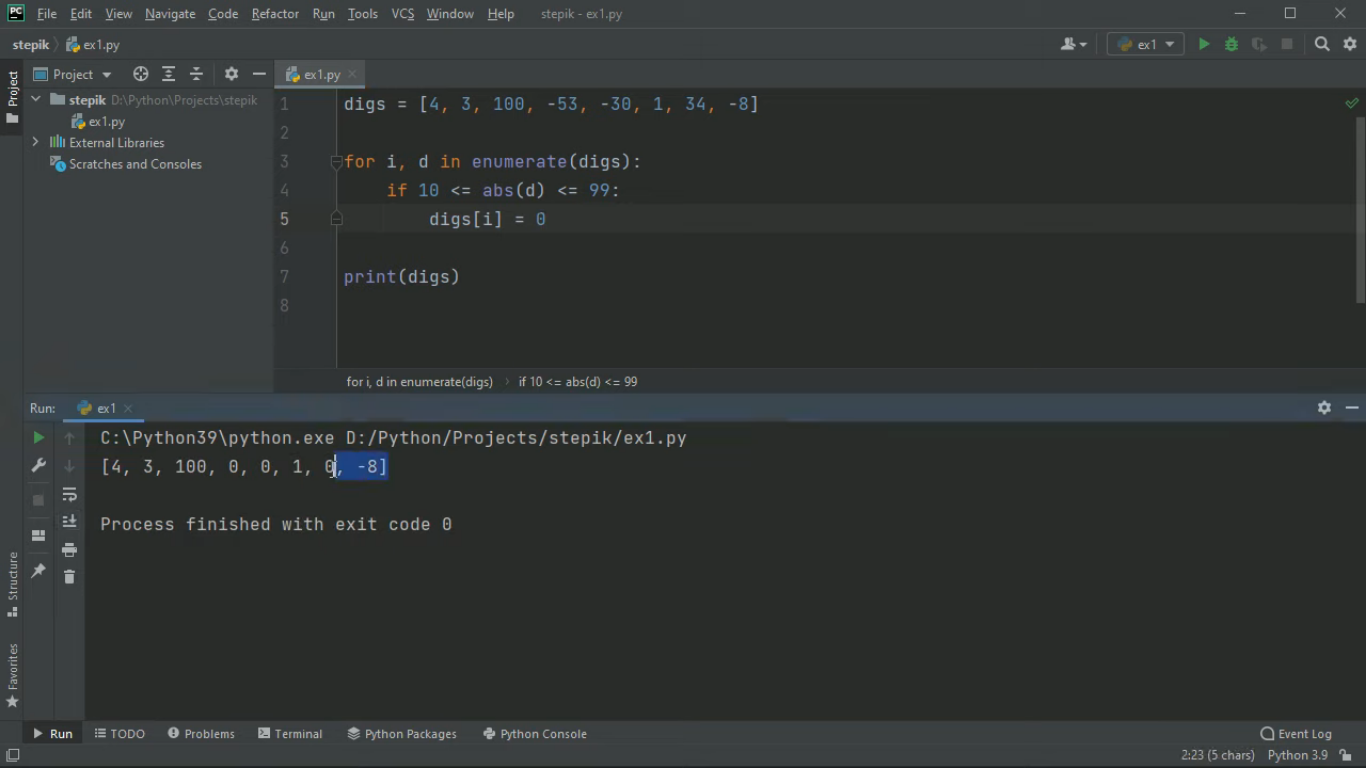 File Edit View Navigate Code Refactor Run Tools VCS Window Help stepik - ex1.py
stepik ex1.py ex1
Project ex1.py
Project
stepik D:\Python\Projects\stepik
ex1.py
External Libraries
Scratches and Consoles
1 digs = [4, 3, 100, -53, -30, 1, 34, -8]
2
3 for i, d in enumerate(digs):
4 if 10 <= abs(d) <= 99:
5 digs[i] = 0
6
7 print(digs)
8
for i, d in enumerate(digs) › if 10 <= abs(d) <= 99
Run: ex1
C:\Python39\python.exe D:/Python/Projects/stepik/ex1.py
[4, 3, 100, 0, 0, 1, 0, -8]
Process finished with exit code 0
Structure
Favorites
Run TODO Problems Terminal Python Packages Python Console Event Log
2:23 (5 chars) Python 3.9